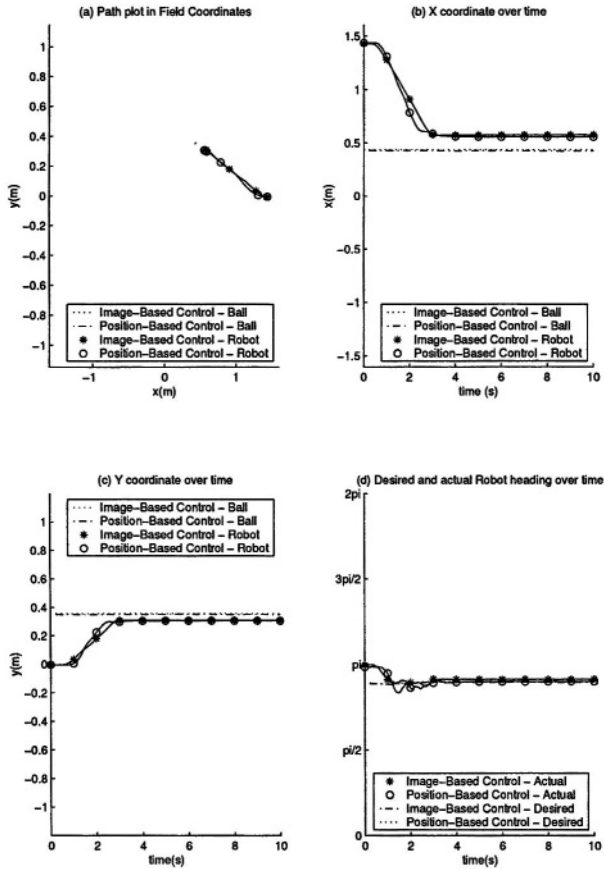 (a) Path plot in Field Coordinates
1
0.8
0.6
0.4
0.2
0
-0.2
-0.4
-0.6
-0.8
-1
y(m)
Image-Based Control - Ball
Position-Based Control - Ball
Image-Based Control - Robot
Position-Based Control - Robot
-1 0 1
x(m)
(b) X coordinate over time
1.5
1
0.5
0
-0.5
1
-1.5
x(m)
Image-Based Control - Ball
Position-Based Control - Ball
Image-Based Control - Robot
Position-Based Control - Robot
0 2 4 6 8 10
time (s)
(c) Y coordinate over time
1
0.8
0.6
0.4
0.2
0
-0.2
-0.4
-0.6
-0.8
-1
y(m)
Image-Based Control - Ball
Position-Based Control - Ball
Image-Based Control - Robot
Position-Based Control - Robot
0 2 4 6 8 10
time(s)
(d) Desired and actual Robot heading over time
2pi
3pi/2
pi
pi/2
0
Image-Based Control - Actual
Position-Based Control - Actual
Image-Based Control - Desired
Position-Based Control - Desired
0 2 4 6 8 10
time(s)